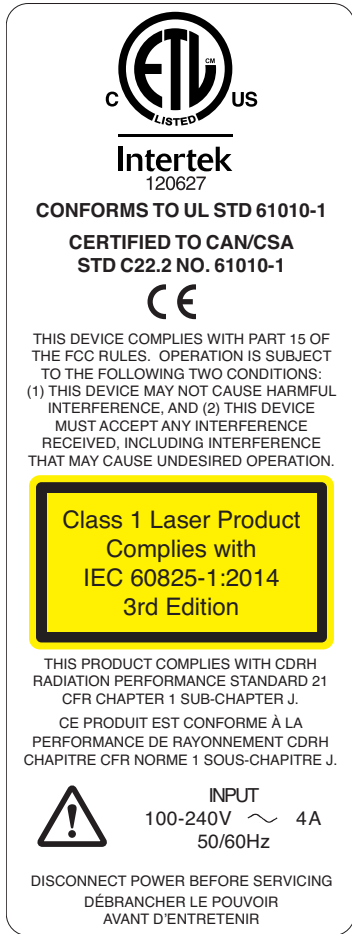 ETL CM
C US
LISTED
Intertek
120627
CONFORMS TO UL STD 61010-1
CERTIFIED TO CAN/CSA
STD C22.2 NO. 61010-1
CE
THIS DEVICE COMPLIES WITH PART 15 OF
THE FCC RULES. OPERATION IS SUBJECT
TO THE FOLLOWING TWO CONDITIONS:
(1) THIS DEVICE MAY NOT CAUSE HARMFUL
INTERFERENCE, AND (2) THIS DEVICE
MUST ACCEPT ANY INTERFERENCE
RECEIVED, INCLUDING INTERFERENCE
THAT MAY CAUSE UNDESIRED OPERATION.
Class 1 Laser Product
Complies with
IEC 60825-1:2014
3rd Edition
THIS PRODUCT COMPLIES WITH CDRH
RADIATION PERFORMANCE STANDARD 21
CFR CHAPTER 1 SUB-CHAPTER J.
CE PRODUIT EST CONFORME À LA
PERFORMANCE DE RAYONNEMENT CDRH
CHAPITRE CFR NORME 1 SOUS-CHAPITRE J.
INPUT
100-240V ~ 4A
50/60Hz
DISCONNECT POWER BEFORE SERVICING
DÉBRANCHER LE POUVOIR
AVANT D'ENTRETENIR